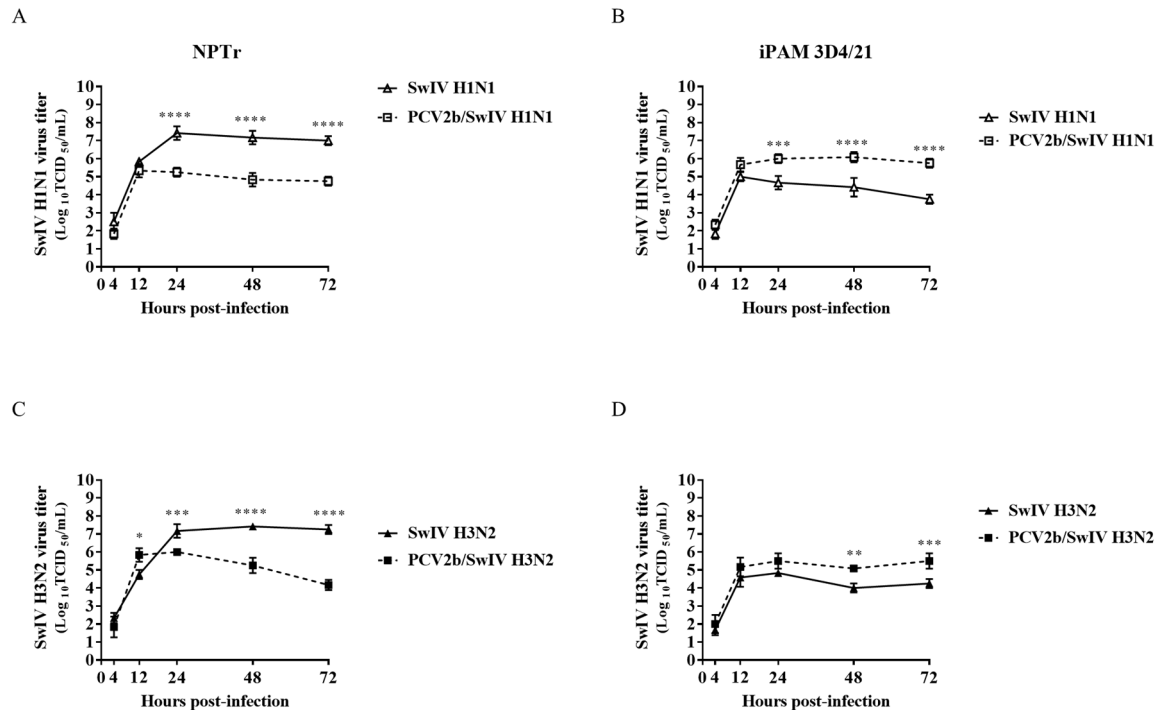 A
NPTr
SwIV H1N1 virus titer
(Log 10TCID 50/mL)
10
9
8
7
6
5
4
3
2
1
0
****
****
****
0 4 12 24 48 72
Hours post-infection
SwIV H1N1
PCV2b/SwIV H1N1
B
iPAM 3D4/21
SwIV H1N1 virus titer
(Log 10TCID 50/mL)
10
9
8
7
6
5
4
3
2
1
0
***
****
****
0 4 12 24 48 72
Hours post-infection
SwIV H1N1
PCV2b/SwIV H1N1
C
SwIV H3N2 virus titer
(Log 10TCID 50/mL)
10
9
8
7
6
5
4
3
2
1
0
*
***
****
****
0 4 12 24 48 72
Hours post-infection
SwIV H3N2
PCV2b/SwIV H3N2
D
SwIV H3N2 virus titer
(Log 10TCID 50/mL)
10
9
8
7
6
5
4
3
2
1
0
**
***
0 4 12 24 48 72
Hours post-infection
SwIV H3N2
PCV2b/SwIV H3N2